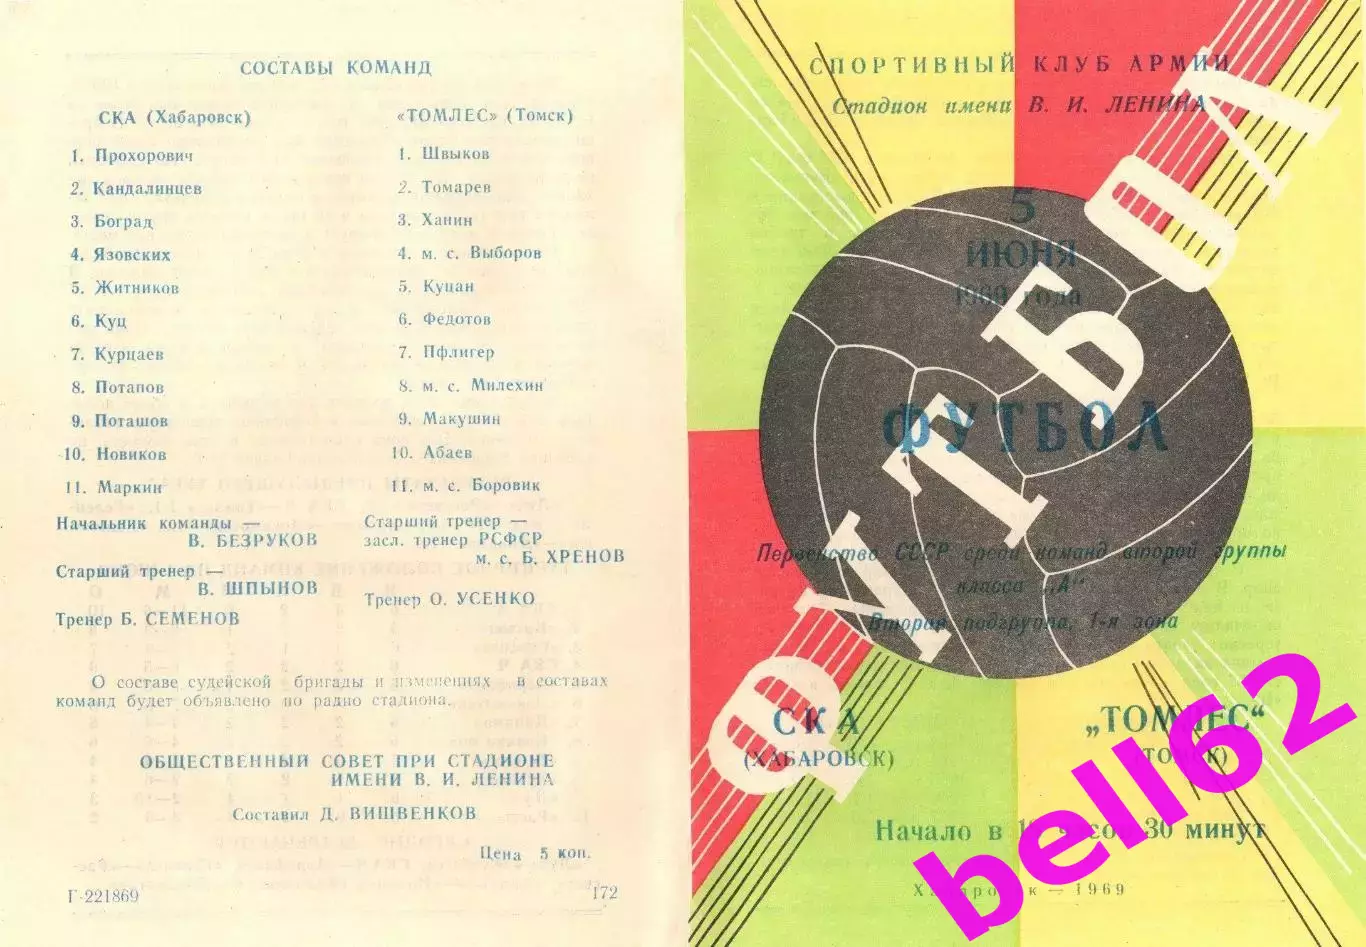 СОСТАВЫ КОМАНД
СКА (Хабаровск)
1. Прохорович
2. Кандалинцев
3. Боград
4. Язовских
5. Житников
6. Куц
7. Курцаев
8. Потапов
9. Поташов
10. Новиков
11. Маркин
Начальник команды —
В. БЕЗРУКОВ
Старший тренер —
В. ШПЫНОВ
Тренер Б. СЕМЕНОВ
«ТОМЛЕС» (Томск)
1. Швыков
2. Томарев
3. Ханин
4. м. с. Выборов
5. Куцан
6. Федотов
7. Пфлигер
8. м. с. Милехин
9. Макушин
10. Абаев
11. м. с. Боровик
Старший тренер —
засл. тренер РСФСР
м. с. Б. ХРЕНОВ
Тренер О. УСЕНКО
О составе судейской бригады и изменениях в составах
команд будет объявлено по радио стадиона.
ОБЩЕСТВЕННЫЙ СОВЕТ ПРИ СТАДИОНЕ
ИМЕНИ В. И. ЛЕНИНА
Составил Д. ВИШВЕНКОВ
Цена 5 коп.
Г-221869
172
СПОРТИВНЫЙ КЛУБ АРМИИ
Стадион имени В. И. ЛЕНИНА
5
ИЮНЯ
1969 года
ФУТБОЛ
ФУТБОЛ
Первенство СССР среди команд второй группы
класса „А"
Вторая подгруппа, 1-я зона
СКА
(ХАБАРОВСК)
„ТОМЛЕС"
(ТОМСК)
Начало в часов 30 минут
Хабаровск — 1969
bell62